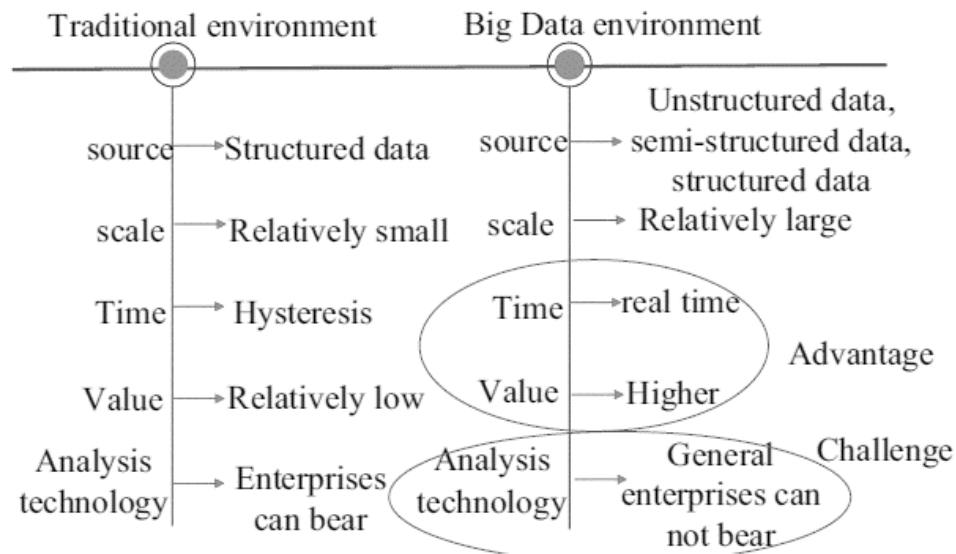 Traditional environment
Big Data environment
source
Structured data
scale
Relatively small
Time
Hysteresis
Value
Relatively low
Analysis
technology
Enterprises
can bear
source
Unstructured data,
semi-structured data,
structured data
scale
Relatively large
Time
real time
Value
Higher
Advantage
Analysis
technology
General
enterprises can
not bear
Challenge